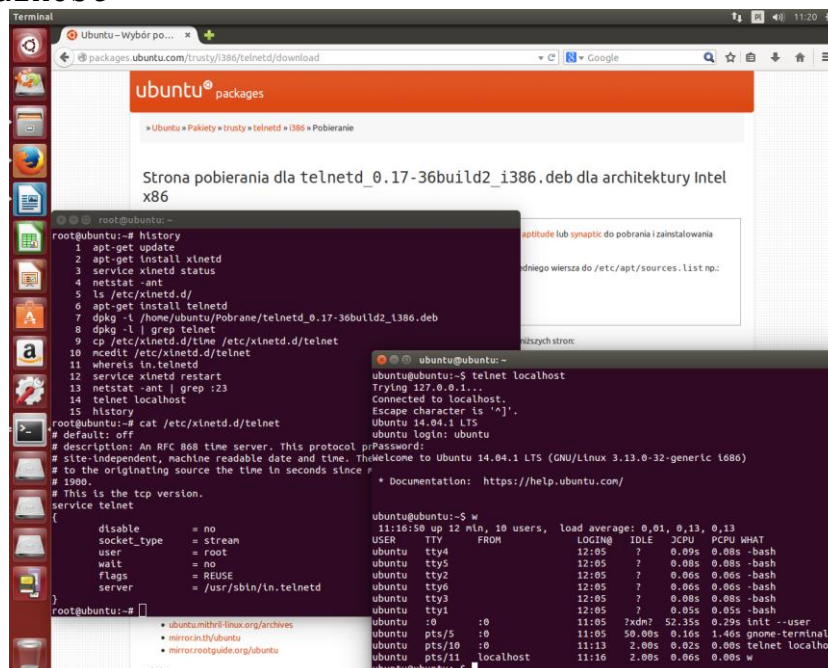 Terminal
Pl 11:20
Ubuntu – Wybór po...
packages.ubuntu.com/trusty/i386/telnetd/download
Google
ubuntu packages
» Ubuntu » Pakiety » trusty » telnetd » i386 » Pobieranie
Strona pobierania dla telnetd_0.17-36build2_i386.deb dla architektury Intel
x86
aptitude lub synaptic do pobrania i zainstalowania
wiersza do /etc/apt/sources.list np.:
stron:
root@ubuntu: ~
root@ubuntu:~# history
1 apt-get update
2 apt-get install xinetd
3 service xinetd status
4 netstat -ant
5 ls /etc/xinetd.d/
6 apt-get install telnetd
7 dpkg -i /home/ubuntu/Pobrane/telnetd_0.17-36build2_i386.deb
8 dpkg -l | grep telnet
9 cp /etc/xinetd.d/time /etc/xinetd.d/telnet
10 mcedit /etc/xinetd.d/telnet
11 whereis in.telnetd
12 service xinetd restart
13 netstat -ant | grep :23
14 telnet localhost
15 history
root@ubuntu:~# cat /etc/xinetd.d/telnet
# default: off
# description: An RFC 868 time server. This protocol pr
# site-independent, machine readable date and time. The
# to the originating source the time in seconds since
# 1900.
# This is the tcp version.
service telnet
{
disable = no
socket_type = stream
user = root
wait = no
flags = REUSE
server = /usr/sbin/in.telnetd
}
root@ubuntu:~#
ubuntu@ubuntu: ~
ubuntu@ubuntu:~$ telnet localhost
Trying 127.0.0.1...
Connected to localhost.
Escape character is '^]'.
Ubuntu 14.04.1 LTS
ubuntu login: ubuntu
Password:
Welcome to Ubuntu 14.04.1 LTS (GNU/Linux 3.13.0-32-generic i686)
* Documentation: https://help.ubuntu.com/
ubuntu@ubuntu:~$ w
11:16:50 up 12 min, 10 users, load average: 0,01, 0,13, 0,13
USER TTY FROM LOGIN@ IDLE JCPU PCPU WHAT
ubuntu tty4 12:05 ? 0.09s 0.08s -bash
ubuntu tty5 12:05 ? 0.08s 0.08s -bash
ubuntu tty2 12:05 ? 0.06s 0.06s -bash
ubuntu tty6 12:05 ? 0.06s 0.06s -bash
ubuntu tty3 12:05 ? 0.08s 0.08s -bash
ubuntu tty1 12:05 ? 0.05s 0.05s -bash
ubuntu :0 :0 11:05 ?xdm? 52.35s 0.29s init --user
ubuntu pts/5 :0 11:05 50.00s 0.16s 1.46s gnome-terminal
ubuntu pts/10 :0 11:13 2.00s 0.02s 0.00s telnet localho
ubuntu pts/11 localhost 11:16 2.00s 0.06s 0.00s w
• ubuntu.mithril-linux.org/archives
• mirror.in.th/ubuntu
• mirror.rootguide.org/ubuntu